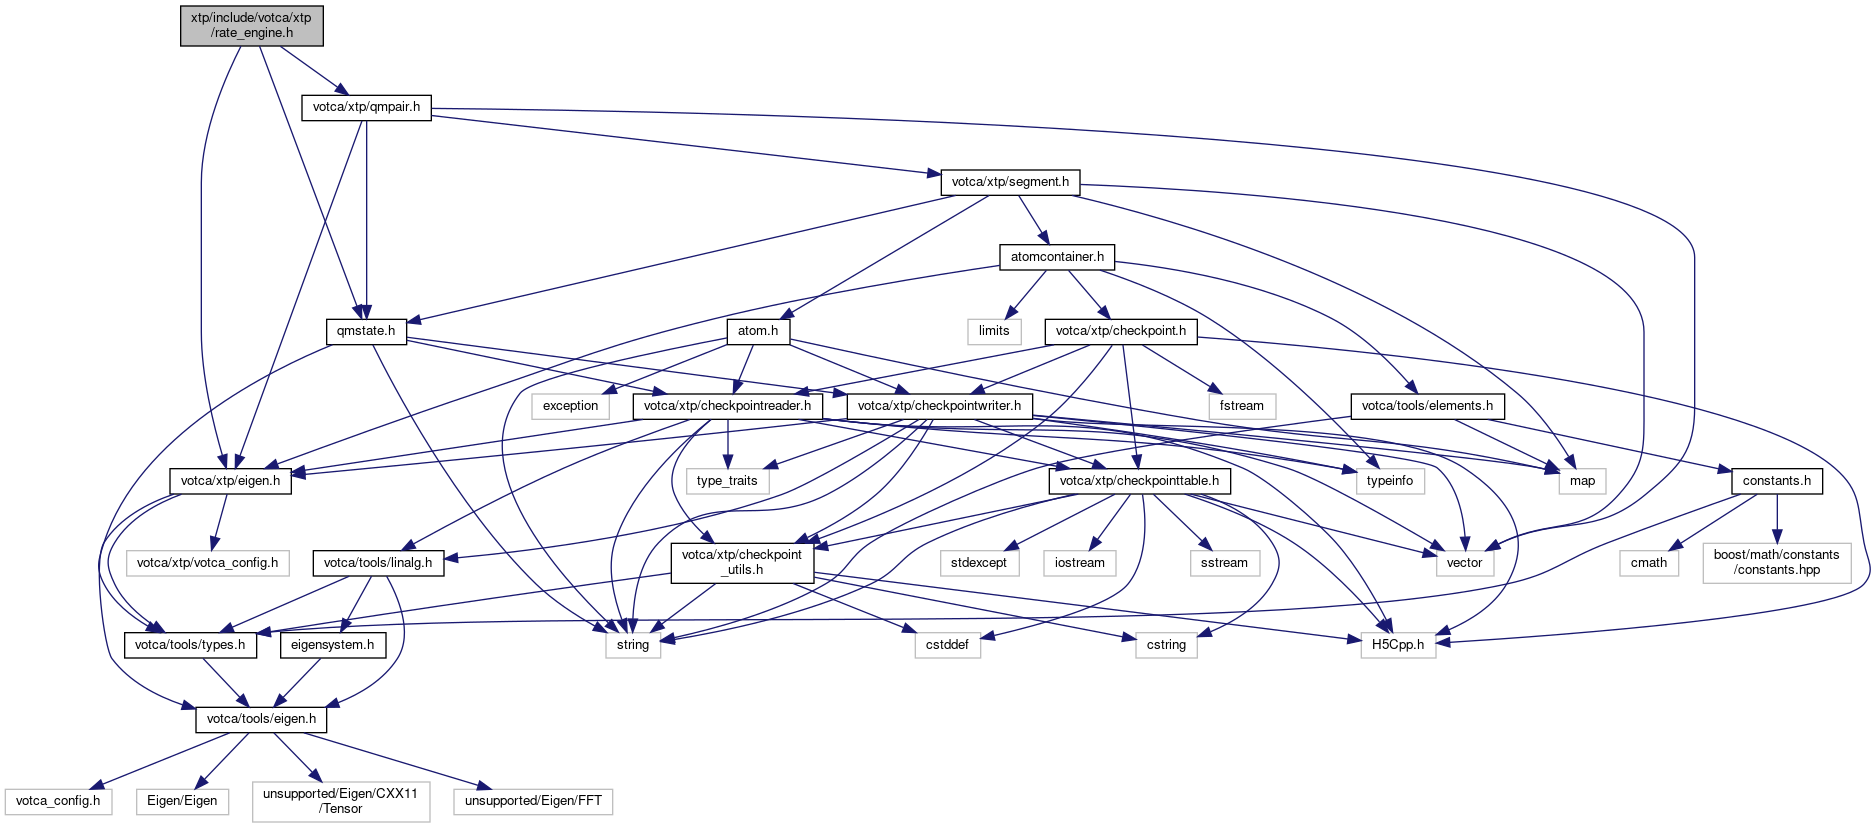 xtp/include/votca/xtp
/rate_engine.h
votca/xtp/qmpair.h
votca/xtp/segment.h
atomcontainer.h
qmstate.h
atom.h
limits
votca/xtp/checkpoint.h
exception
votca/xtp/checkpointreader.h
votca/xtp/checkpointwriter.h
fstream
votca/tools/elements.h
votca/xtp/eigen.h
type_traits
votca/xtp/checkpointtable.h
typeinfo
map
constants.h
votca/xtp/votca_config.h
votca/tools/linalg.h
votca/xtp/checkpoint
_utils.h
stdexcept
iostream
sstream
vector
cmath
boost/math/constants
/constants.hpp
votca/tools/types.h
eigensystem.h
string
cstddef
cstring
H5Cpp.h
votca/tools/eigen.h
votca_config.h
Eigen/Eigen
unsupported/Eigen/CXX11
/Tensor
unsupported/Eigen/FFT